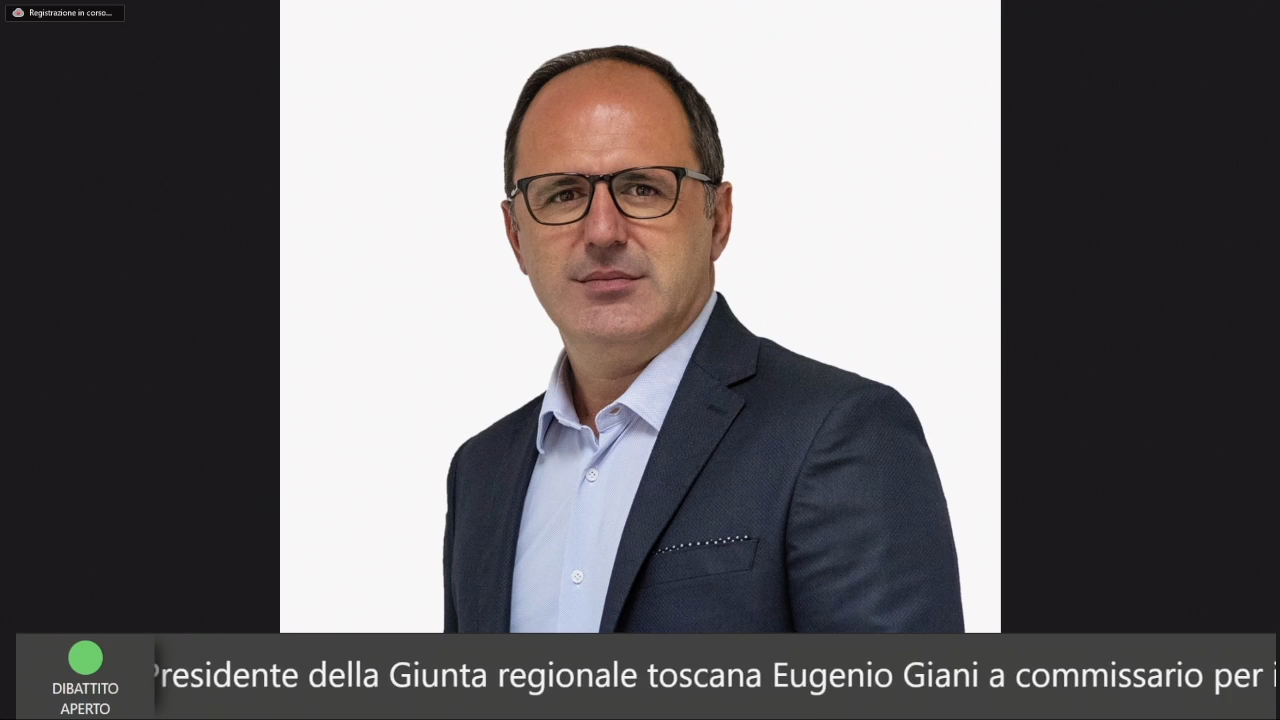 Registrazione in corso...
DIBATTITO
APERTO
Presidente della Giunta regionale toscana Eugenio Giani a commissario per i